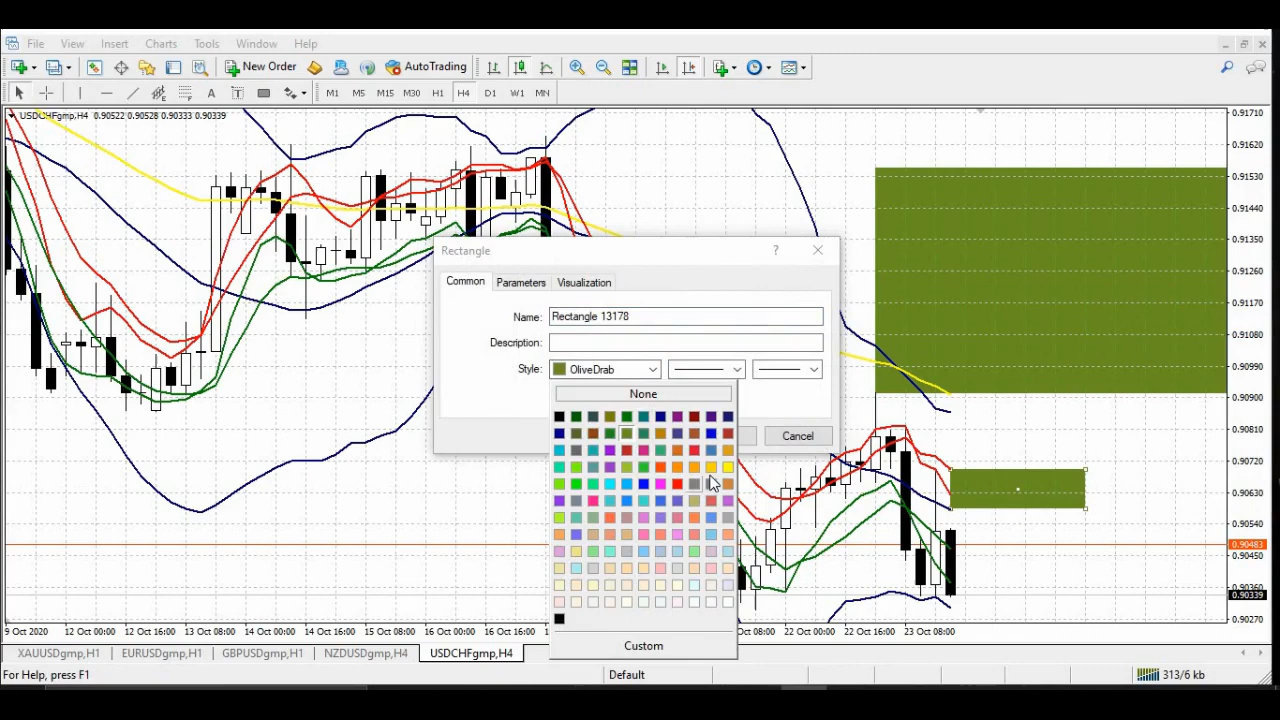 File View Insert Charts Tools Window Help
New Order AutoTrading
A T M1 M5 M15 M30 H1 H4 D1 W1 MN
USDCHFgmp,H4 0.90522 0.90528 0.90333 0.90339
0.91710
0.91620
0.91530
0.91440
0.91350
0.91260
0.91170
0.91080
0.90990
0.90900
0.90810
0.90720
0.90630
0.90540
0.90483
0.90450
0.90360
0.90339
0.90270
Rectangle ?
Common Parameters Visualization
Name: Rectangle 13178
Description:
Style: OliveDrab
None
Cancel
Custom
9 Oct 2020 12 Oct 00:00 12 Oct 16:00 13 Oct 08:00 14 Oct 00:00 14 Oct 16:00 15 Oct 08:00 16 Oct 00:00 16 Oct 16:00 Oct 08:00 22 Oct 00:00 22 Oct 16:00 23 Oct 08:00
XAUUSDgmp,H1 EURUSDgmp,H1 GBPUSDgmp,H1 NZDUSDgmp,H4 USDCHFgmp,H4
For Help, press F1 Default 313/6 kb